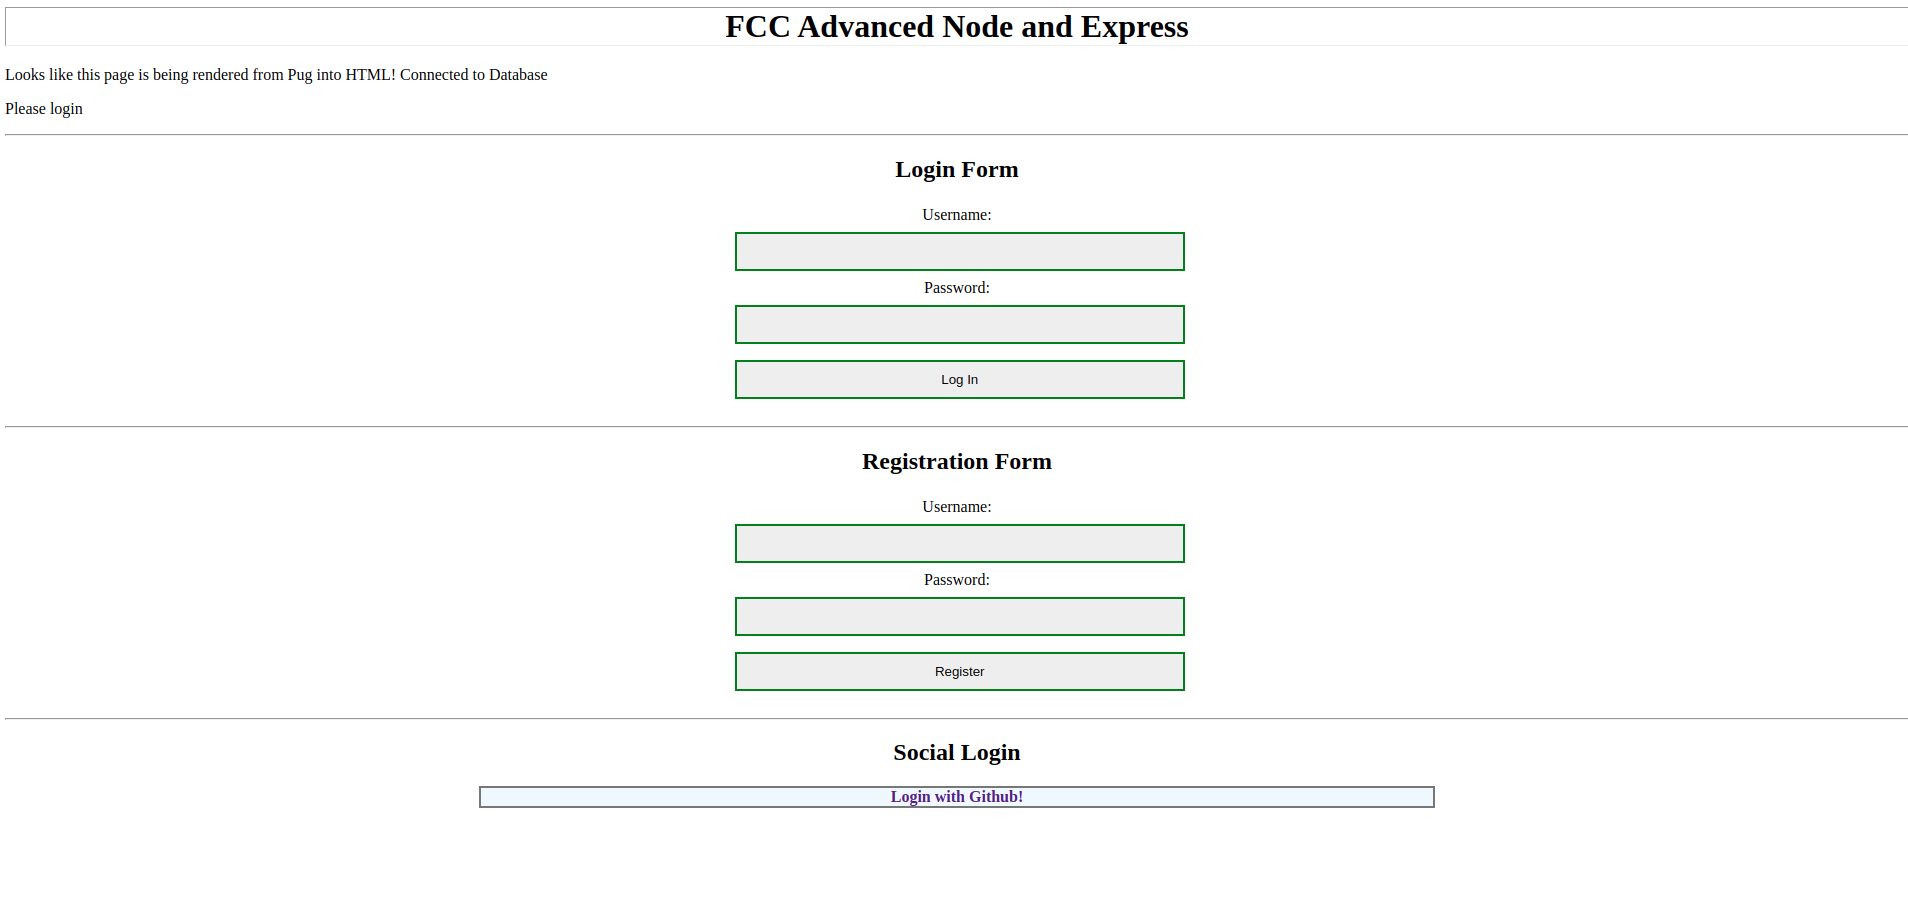 FCC Advanced Node and Express
Looks like this page is being rendered from Pug into HTML! Connected to Database
Please login
Login Form
Username:
Password:
Log In
Registration Form
Username:
Password:
Register
Social Login
Login with Github!